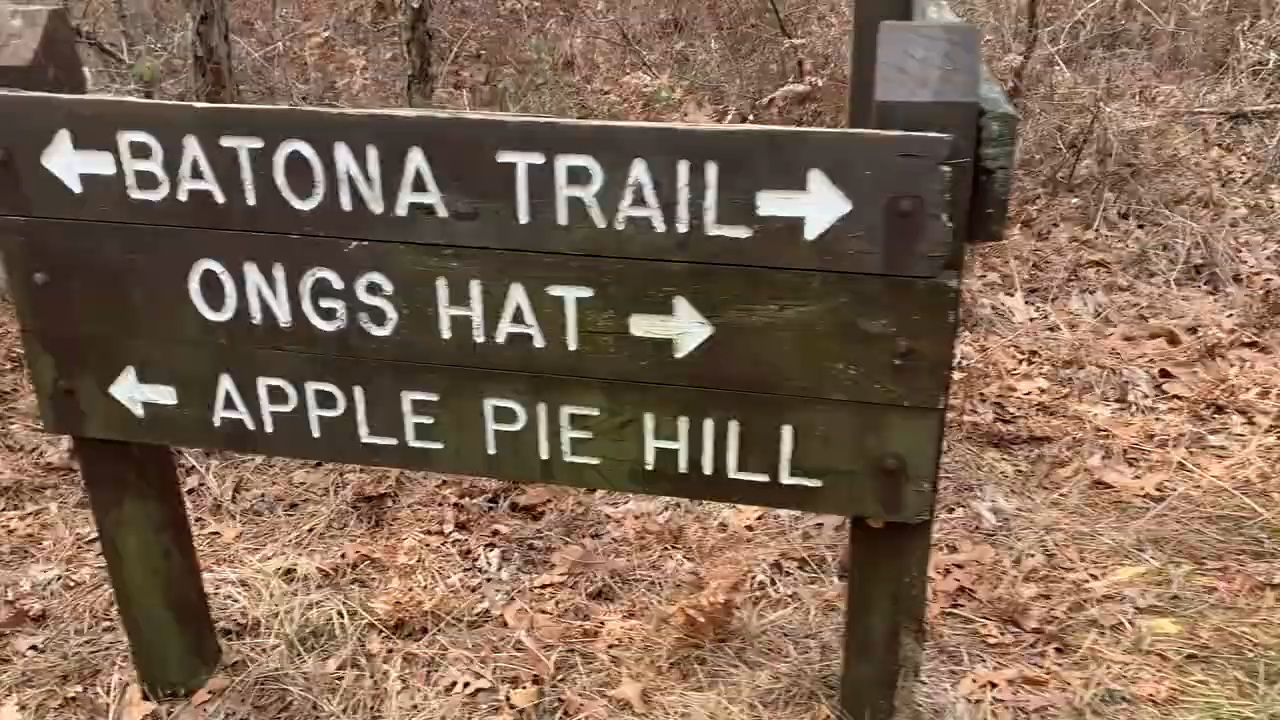 ← BATONA TRAIL →
ONGS HAT →
← APPLE PIE HILL